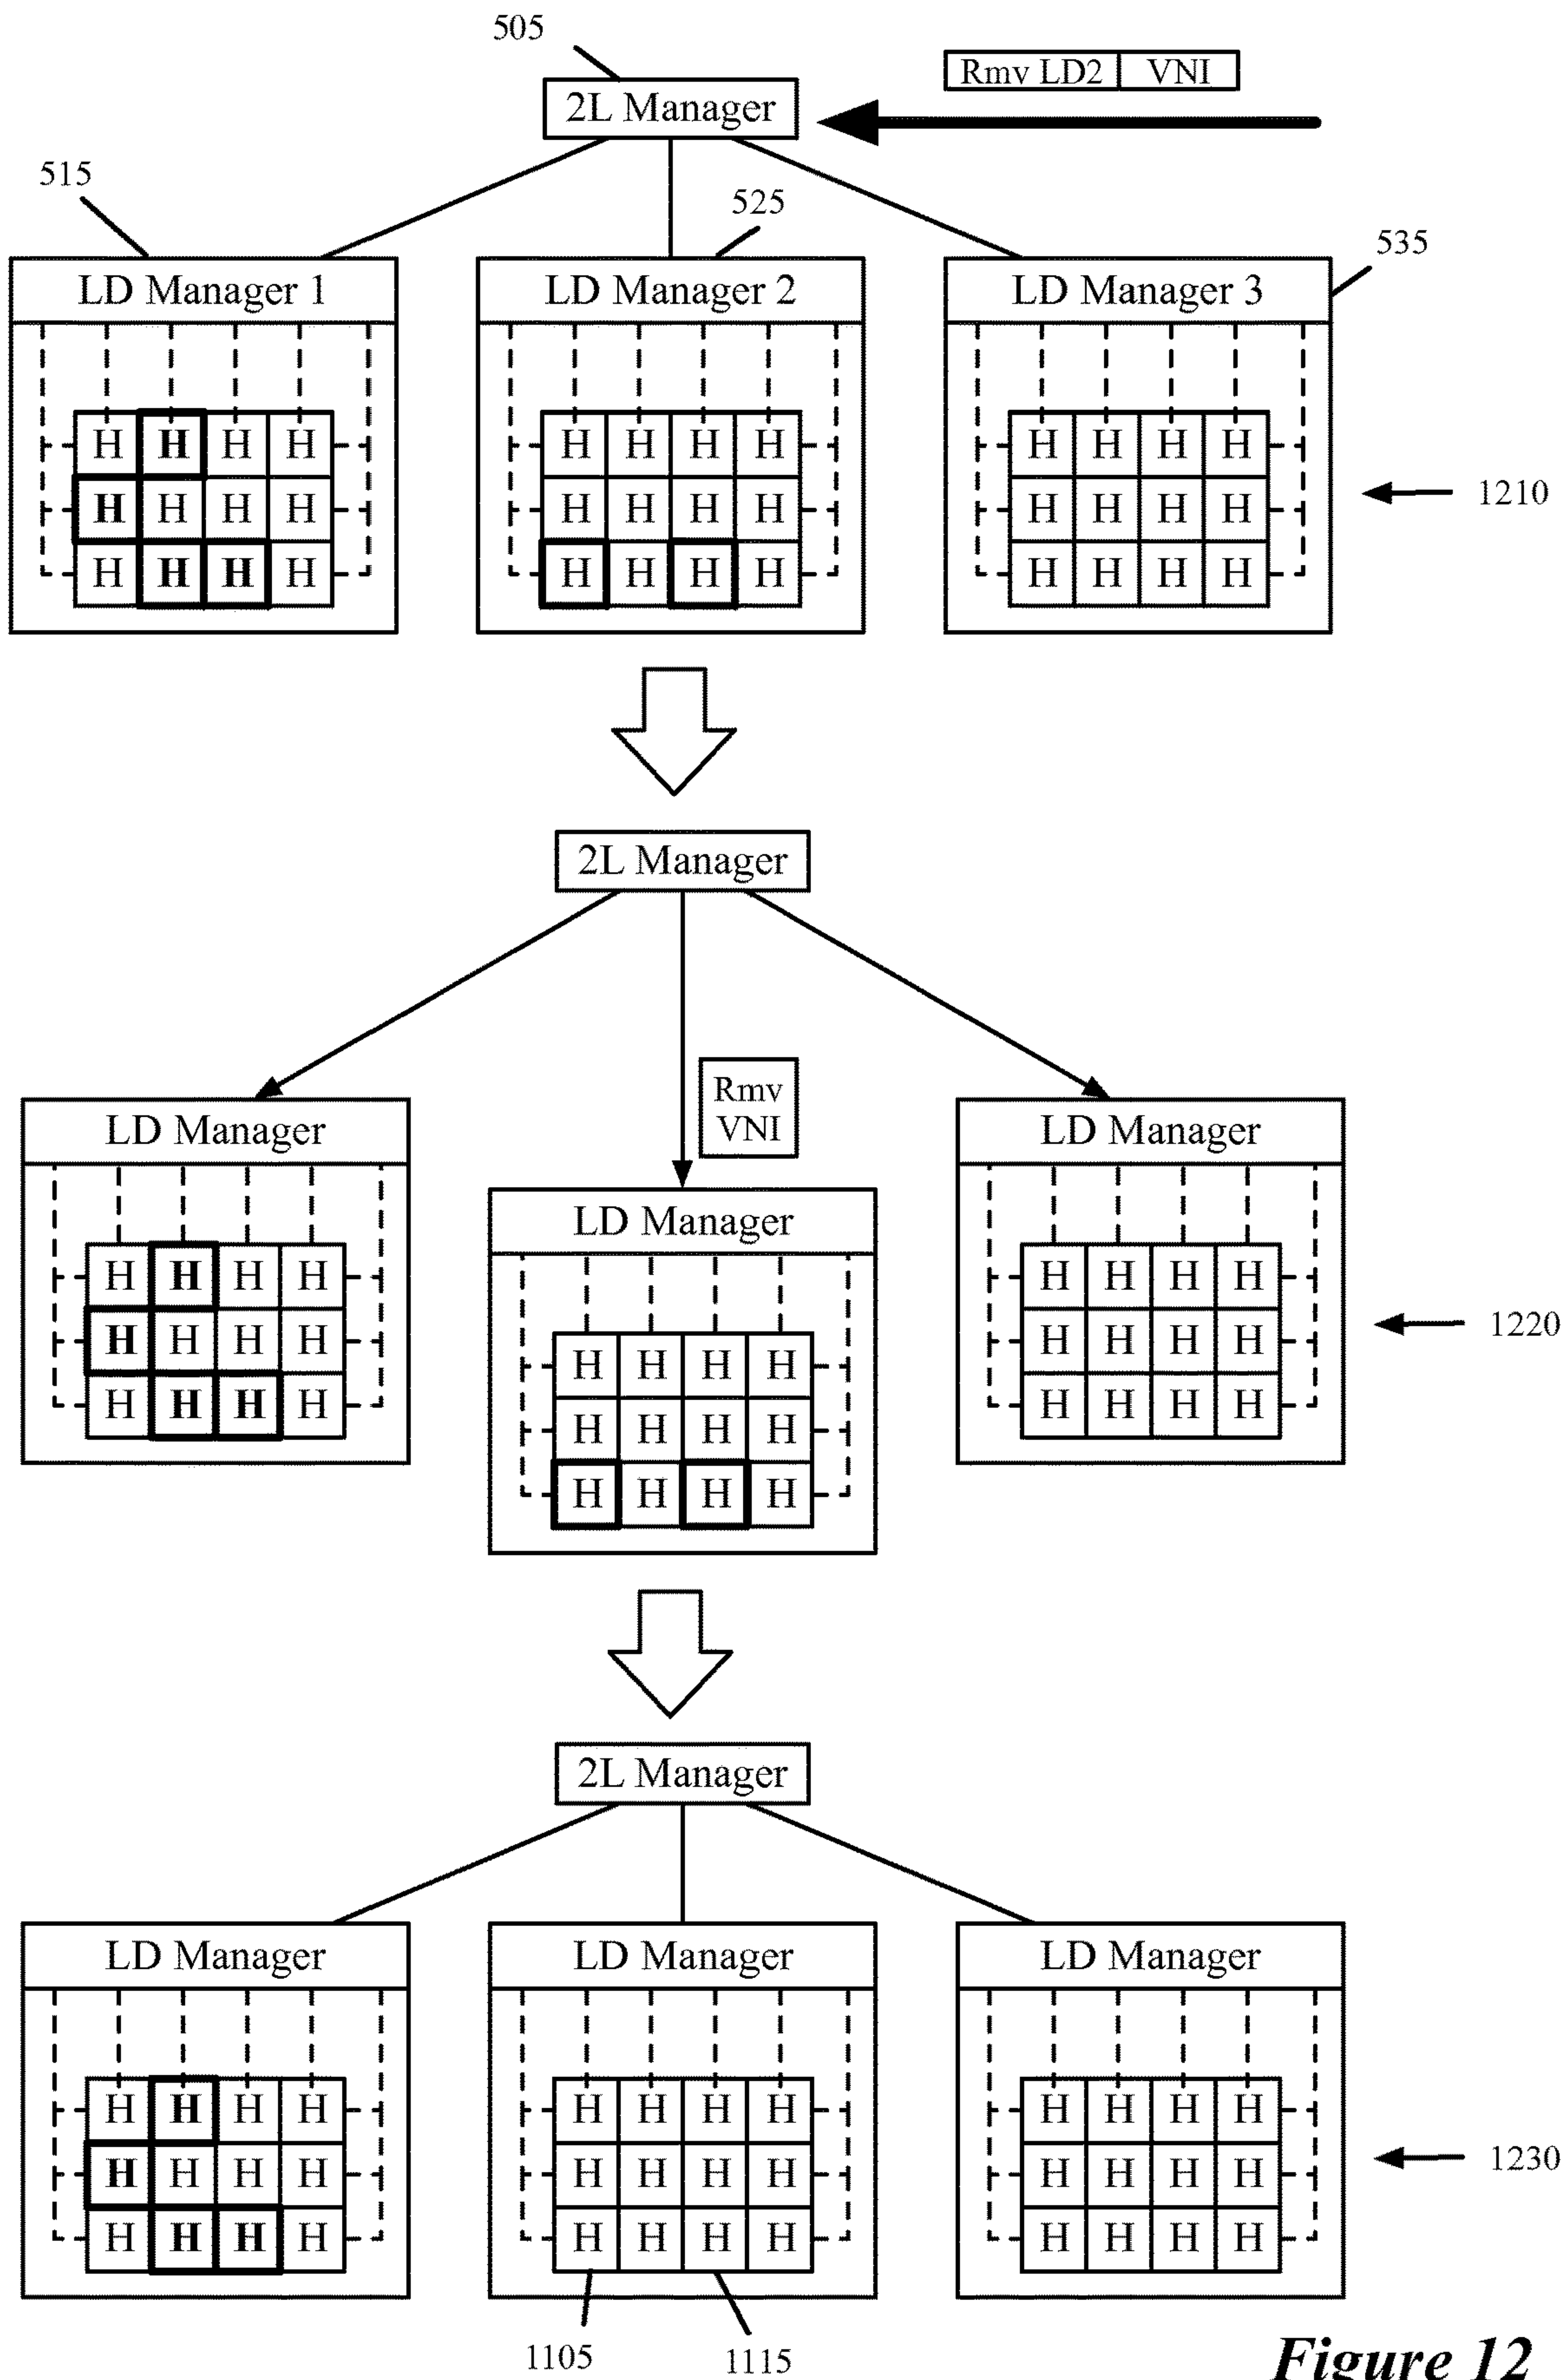 505
Rmv LD2 VNI
2L Manager
515
525
535
LD Manager 1
LD Manager 2
LD Manager 3
H H H H
H H H H
H H H H
H H H H
H H H H
H H H H
H H H H
H H H H
H H H H
1210
2L Manager
Rmv
VNI
LD Manager
LD Manager
LD Manager
H H H H
H H H H
H H H H
H H H H
H H H H
H H H H
H H H H
H H H H
H H H H
1220
2L Manager
LD Manager
LD Manager
LD Manager
H H H H
H H H H
H H H H
H H H H
H H H H
H H H H
H H H H
H H H H
H H H H
1230
1105
1115
Figure 12